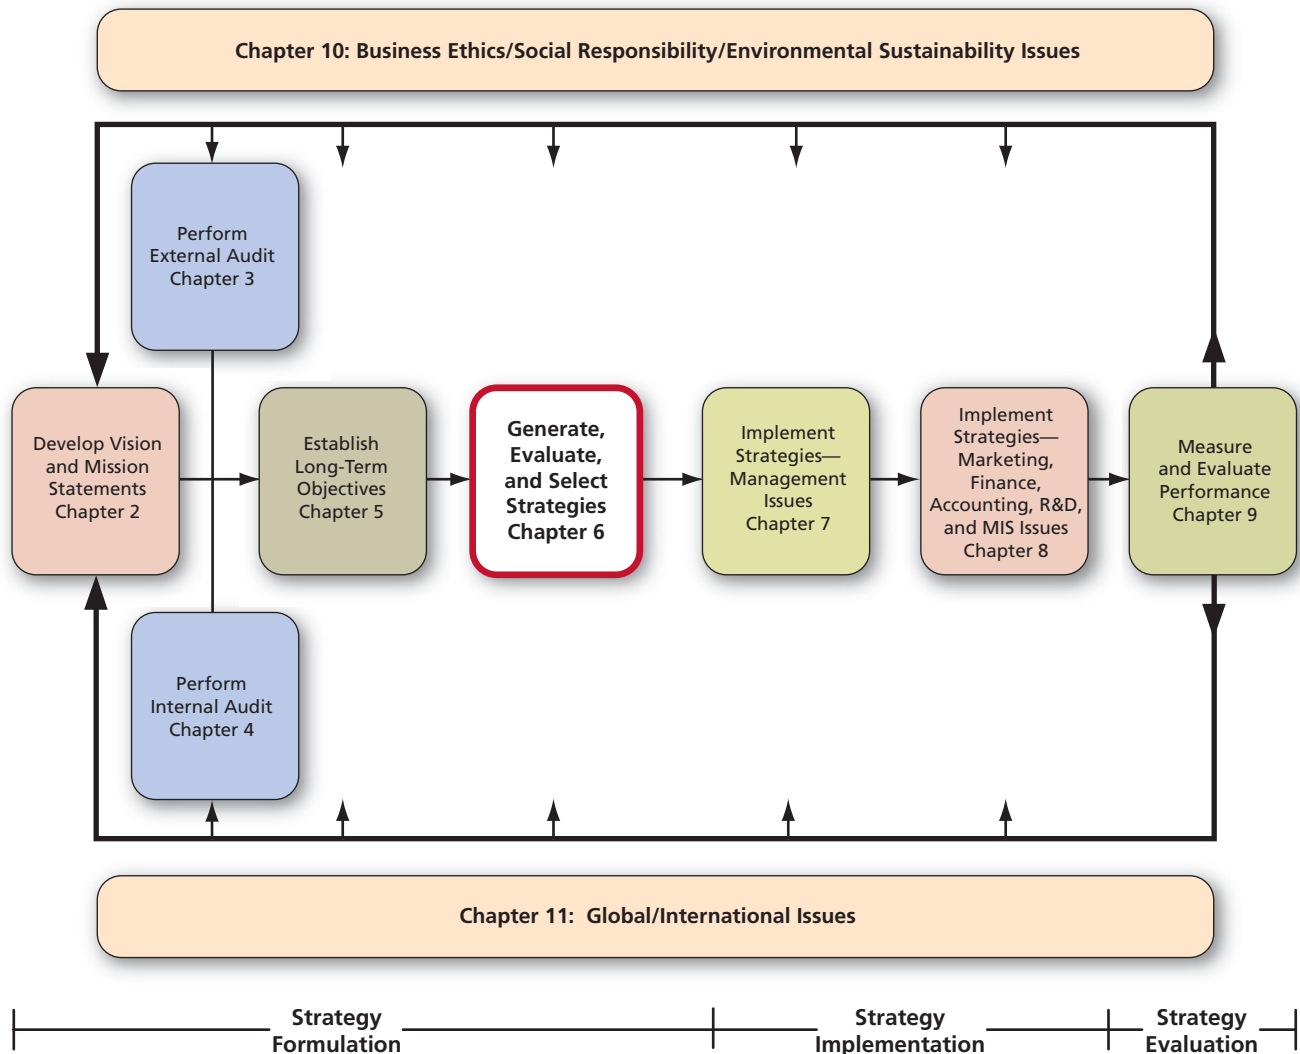 Chapter 10: Business Ethics/Social Responsibility/Environmental Sustainability Issues
Perform
External Audit
Chapter 3
Develop Vision
and Mission
Statements
Chapter 2
Establish
Long-Term
Objectives
Chapter 5
Generate,
Evaluate,
and Select
Strategies
Chapter 6
Implement
Strategies—
Management
Issues
Chapter 7
Implement
Strategies—
Marketing,
Finance,
Accounting, R&D,
and MIS Issues
Chapter 8
Measure
and Evaluate
Performance
Chapter 9
Perform
Internal Audit
Chapter 4
Chapter 11: Global/International Issues
Strategy
Formulation
Strategy
Implementation
Strategy
Evaluation